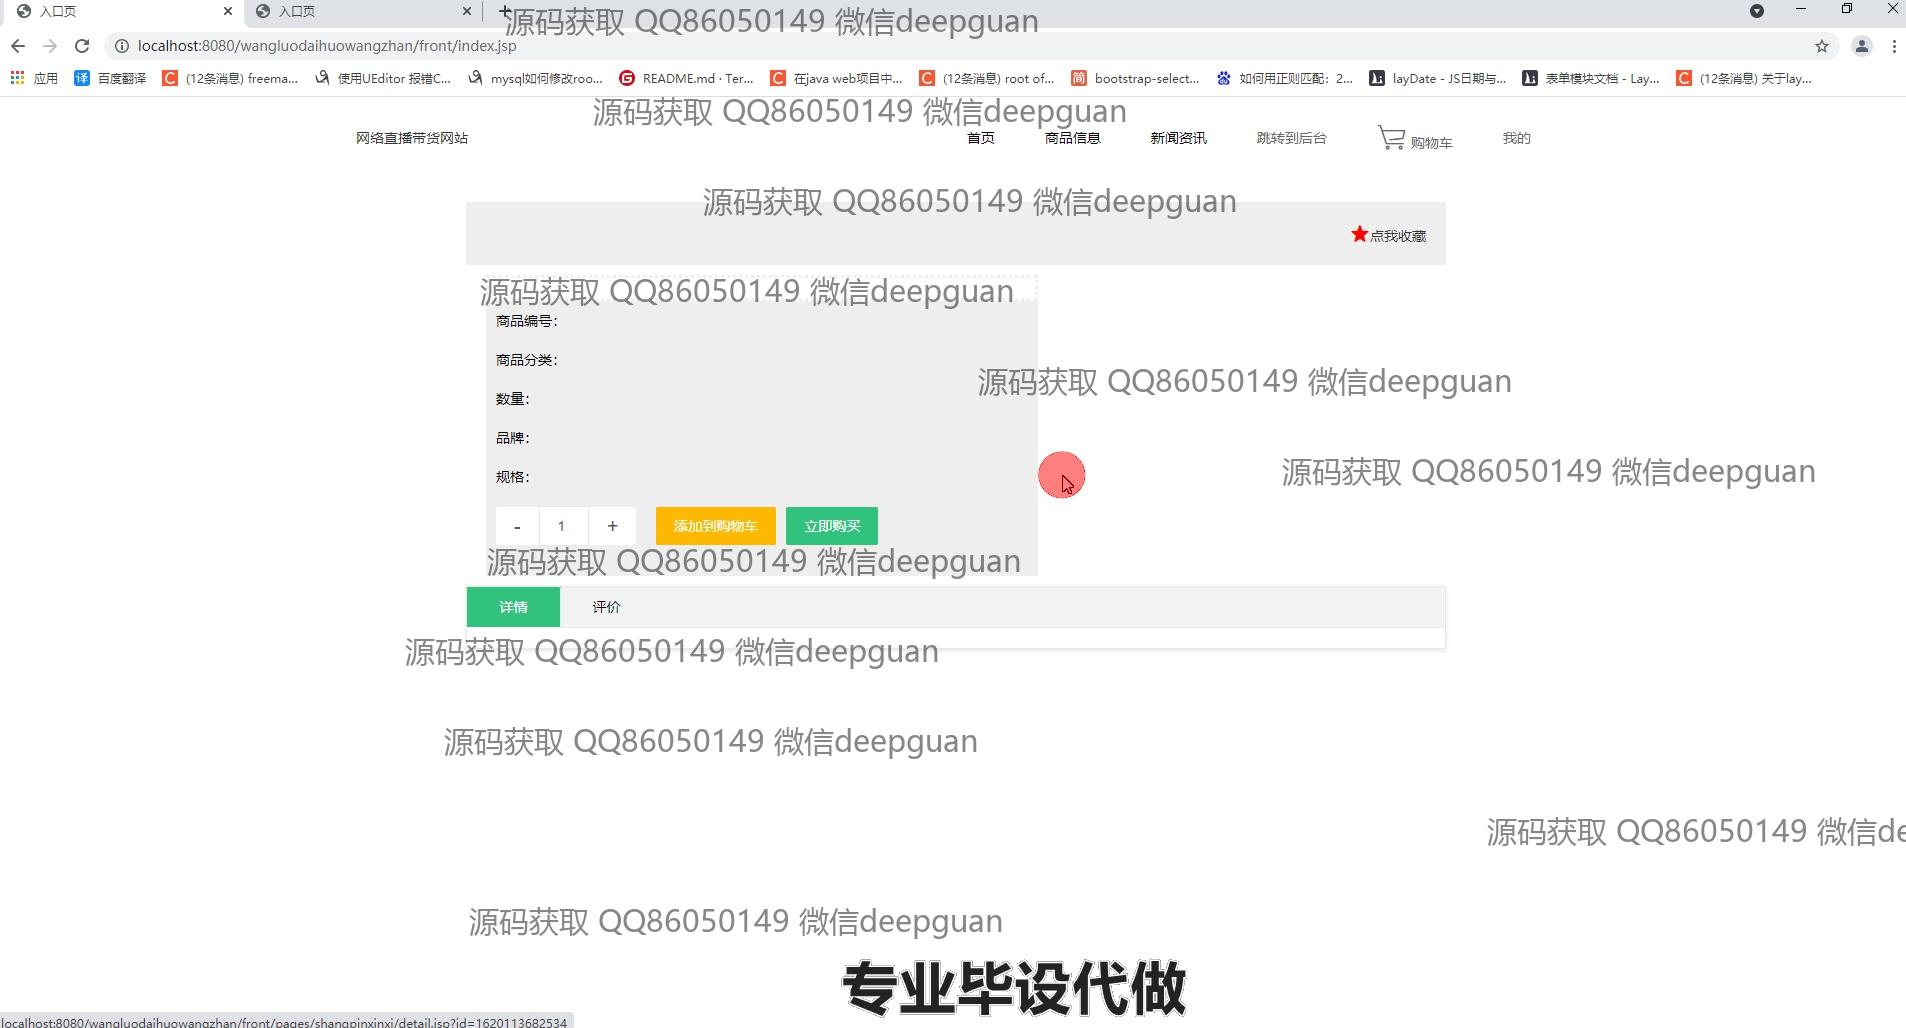 入口页
入口页
源码获取 QQ86050149 微信deepguan
localhost:8080/wangluodaihuowangzhan/front/index.jsp
应用
百度翻译
(12条消息) freema...
使用UEditor 报错C...
mysql如何修改roo...
README.md · Ter...
在java web项目中...
(12条消息) root of...
bootstrap-select...
如何用正则匹配：2...
layDate - JS日期与...
表单模块文档 - Lay...
(12条消息) 关于lay...
源码获取 QQ86050149 微信deepguan
网络直播带货网站
首页
商品信息
新闻资讯
跳转到后台
购物车
我的
源码获取 QQ86050149 微信deepguan
点我收藏
源码获取 QQ86050149 微信deepguan
商品编号：
商品分类：
源码获取 QQ86050149 微信deepguan
数量：
品牌：
源码获取 QQ86050149 微信deepguan
规格：
- 1 +
添加到购物车
立即购买
源码获取 QQ86050149 微信deepguan
详情
评价
源码获取 QQ86050149 微信deepguan
源码获取 QQ86050149 微信deepguan
源码获取 QQ86050149 微信de
源码获取 QQ86050149 微信deepguan
专业毕设代做
localhost:8080/wangluodaihuowangzhan/front/pages/shangpinxinxi/detail.jsp?id=1620113682534